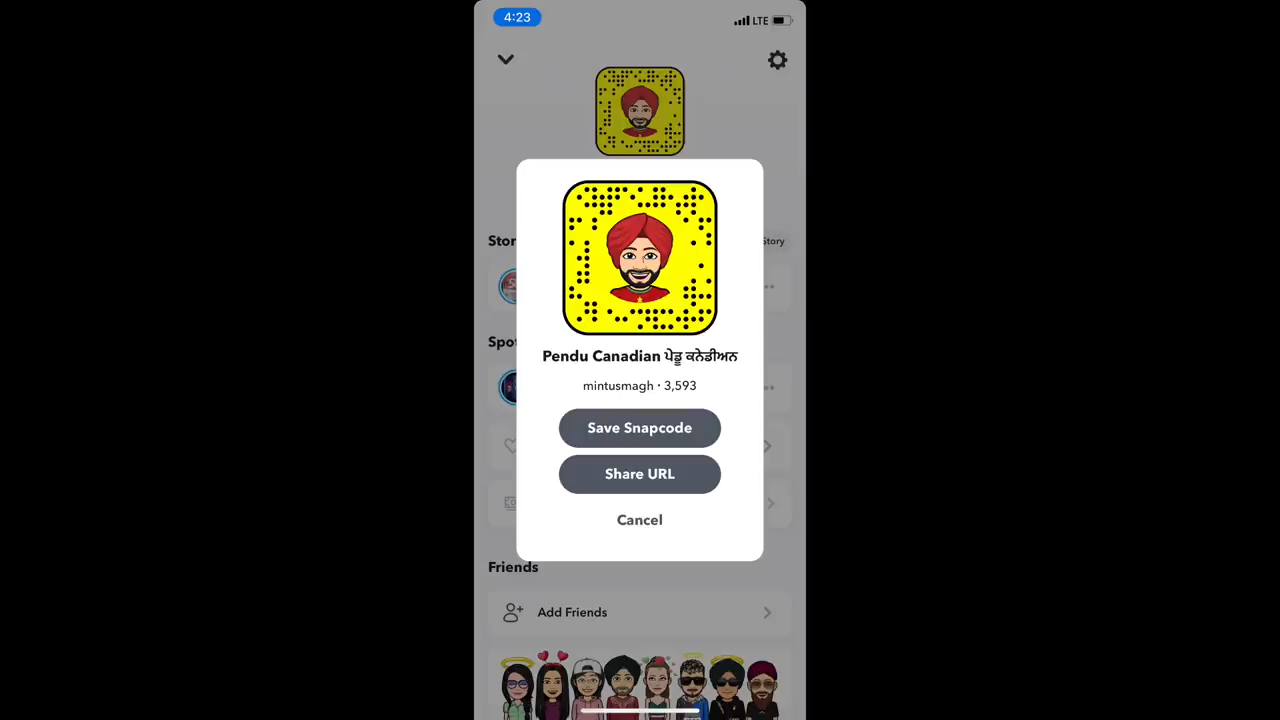 4:23
LTE
Pendu Canadian ਪੇਡੂ ਕਨੇਡੀਅਨ
mintusmagh · 3,593
Save Snapcode
Share URL
Cancel
Stor
Story
Spot
Friends
Add Friends